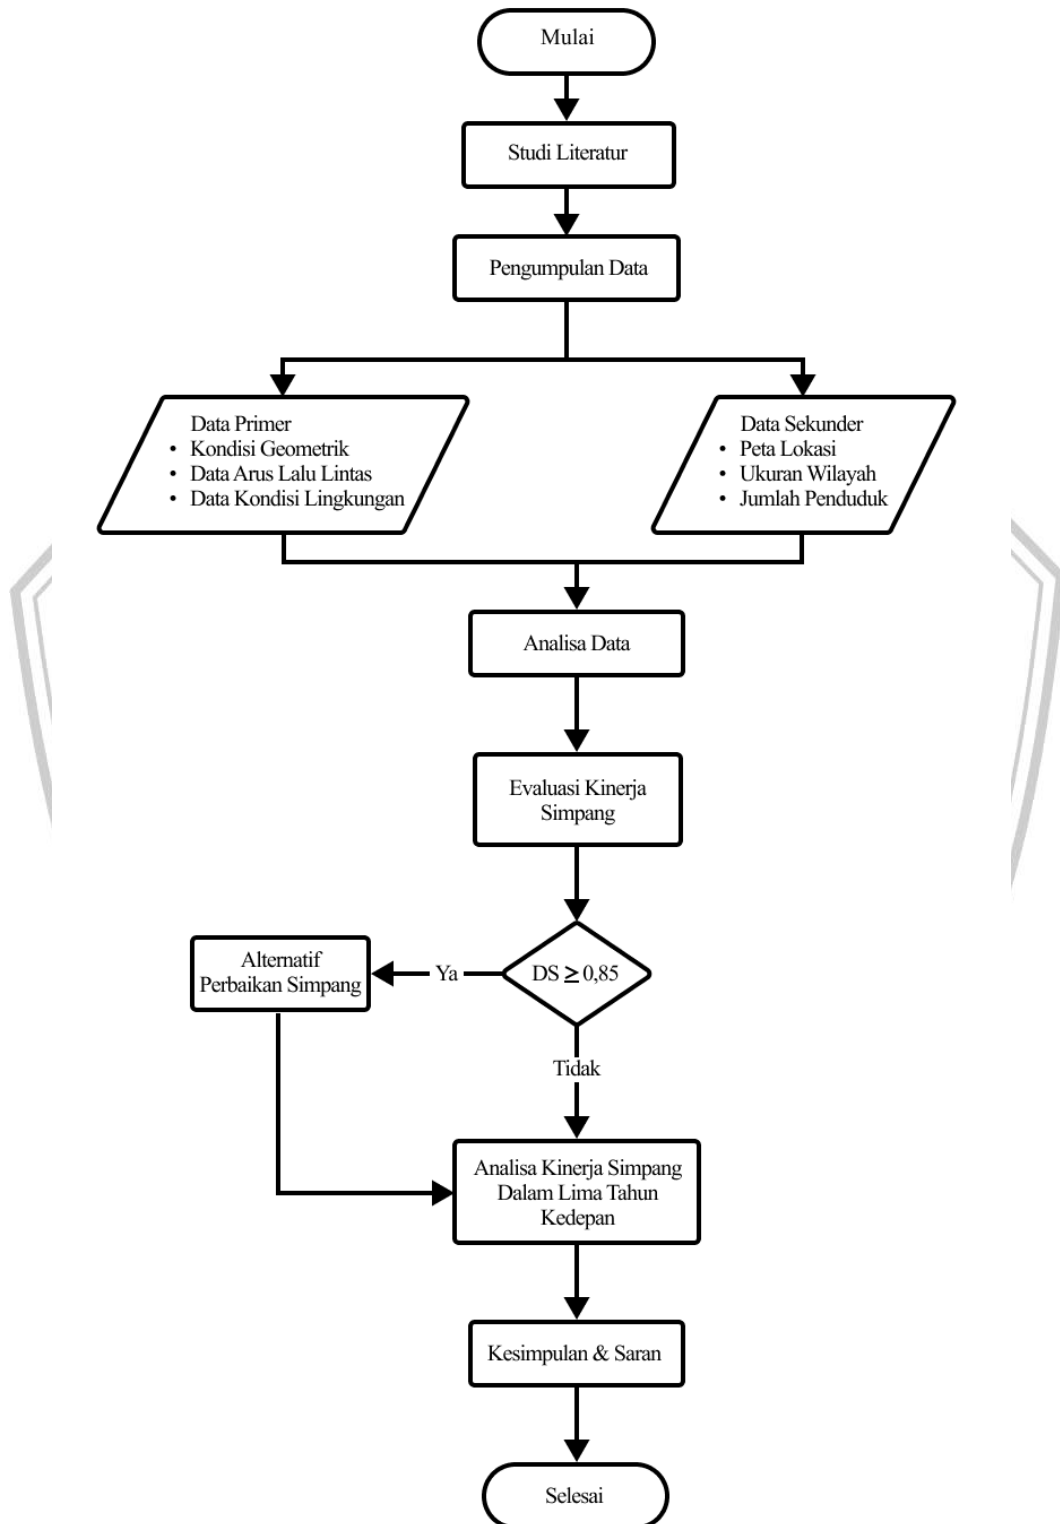 Mulai
Studi Literatur
Pengumpulan Data
Data Primer
• Kondisi Geometrik
• Data Arus Lalu Lintas
• Data Kondisi Lingkungan
Data Sekunder
• Peta Lokasi
• Ukuran Wilayah
• Jumlah Penduduk
Analisa Data
Evaluasi Kinerja
Simpang
DS ≥ 0,85
Ya
Alternatif
Perbaikan Simpang
Tidak
Analisa Kinerja Simpang
Dalam Lima Tahun
Kedepan
Kesimpulan & Saran
Selesai